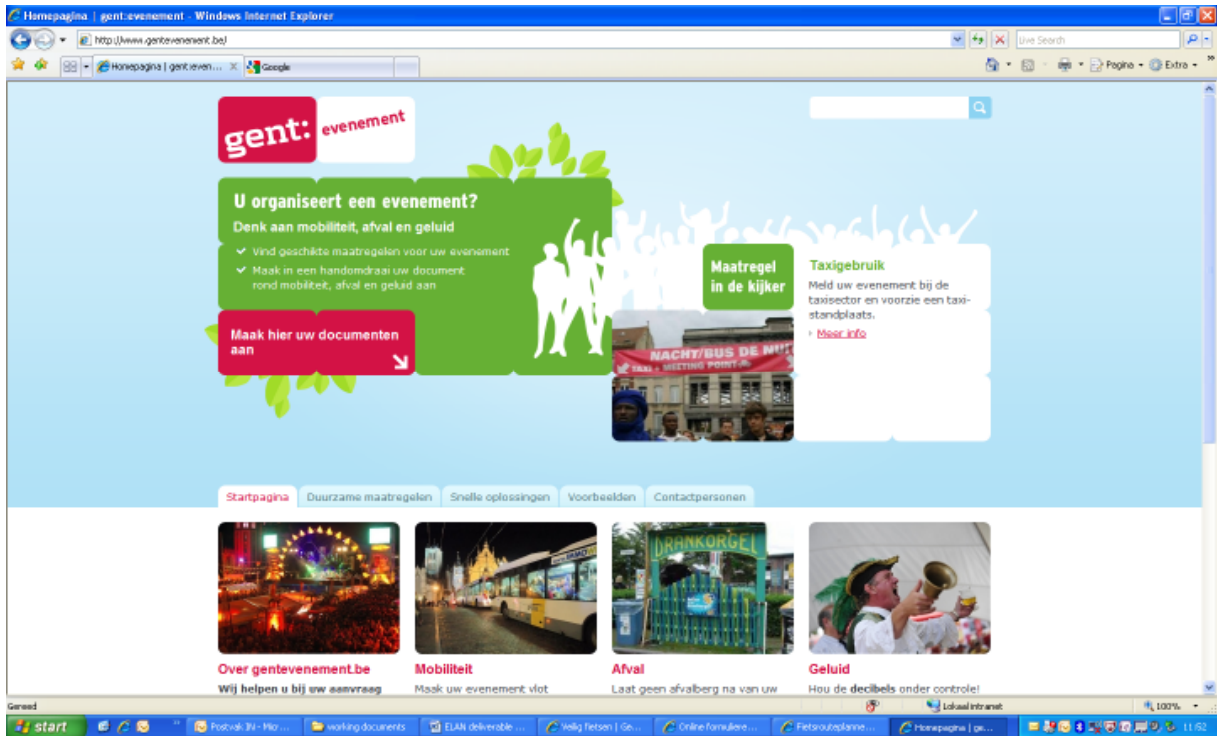 Homepagina | gent:evenement - Windows Internet Explorer
http://www.gentevenement.be/
Live Search
Homepagina | gent:even...
Google
Pagina
Extra
gent: evenement
U organiseert een evenement?
Denk aan mobiliteit, afval en geluid
Vind geschikte maatregelen voor uw evenement
Maak in een handomdraai uw document
rond mobiliteit, afval en geluid aan
Maak hier uw documenten
aan
Maatregel
in de kijker
Taxigebruik
Meld uw evenement bij de
taxisector en voorzie een taxi-
standplaats.
Meer info
NACHT/BUS DE NUIT
TAXI + MEETING POINT
Startpagina
Duurzame maatregelen
Snelle oplossingen
Voorbeelden
Contactpersonen
DRANKORGEL
Over gentevenement.be
Wij helpen u bij uw aanvraag
Mobiliteit
Maak uw evenement vlot
Afval
Laat geen afvalberg na van uw
Geluid
Hou de decibels onder controle!
Gereed
Lokaal intranet
100%
start
Postvak IN - Micr...
working documents
ELAN deliverable ...
Veilig fietsen | Ge...
Online formuliere...
Fietsrouteplanne...
Homepagina | ge...
11:52